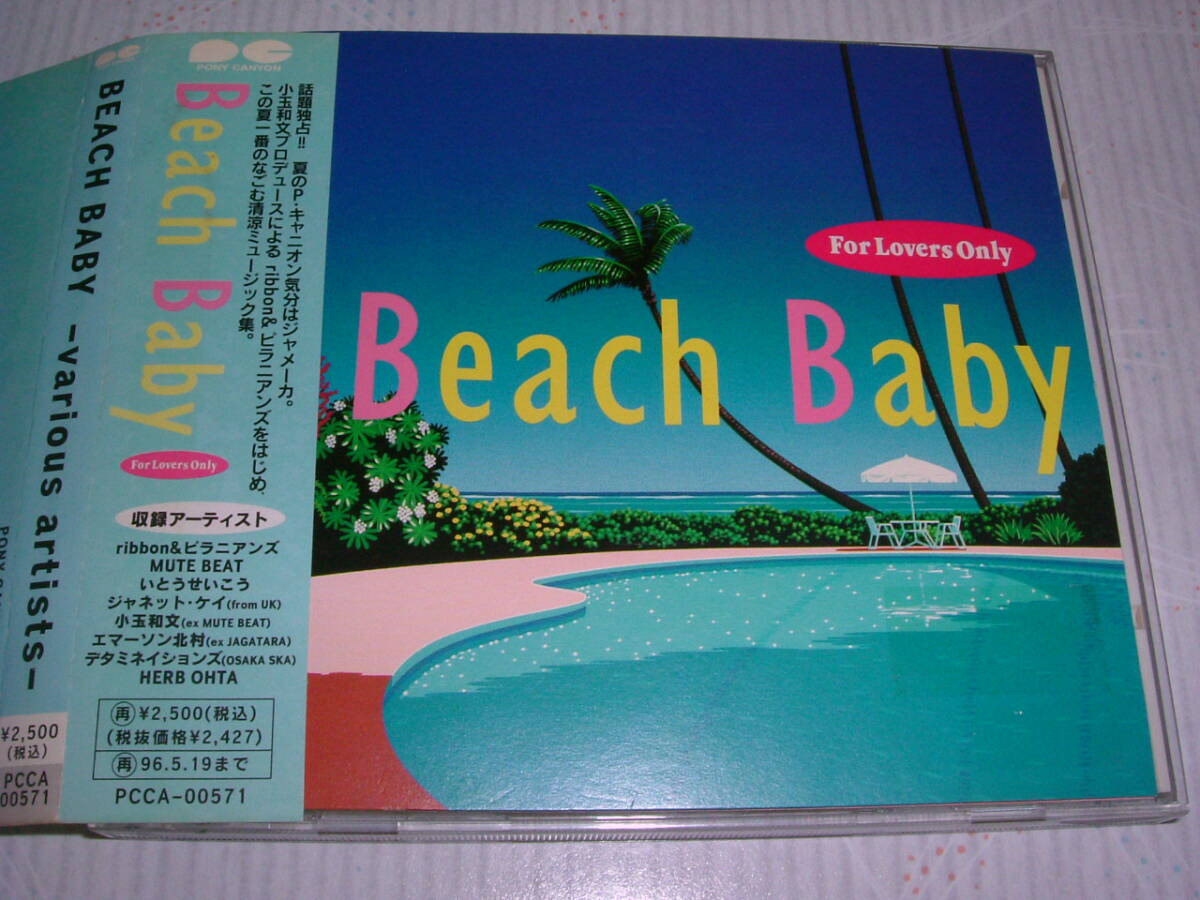 BEACH BABY -various artists-
¥2,500
(税込)
PCCA
00571
PONY CANYON
Beach Baby
For Lovers Only
話題独占!! 夏のP・キャニオン気分はジャメーカ。
小玉和文プロデュースによる ribbon&ピラニアンズをはじめ、
この夏一番のなごむ清涼ミュージック集。
収録アーティスト
ribbon&ピラニアンズ
MUTE BEAT
いとうせいこう
ジャネット・ケイ(from UK)
小玉和文(ex MUTE BEAT)
エマーソン北村(ex JAGATARA)
デタミネイションズ(OSAKA SKA)
HERB OHTA
再¥2,500(税込)
(税抜価格¥2,427)
再96.5.19まで
PCCA-00571
For Lovers Only
Beach Baby